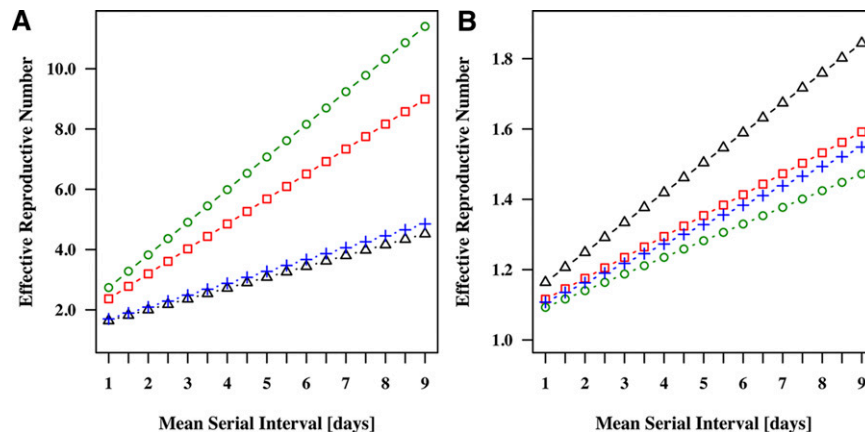 A
Effective Reproductive Number
10.0
8.0
6.0
4.0
2.0
1 2 3 4 5 6 7 8 9
Mean Serial Interval [days]
B
Effective Reproductive Number
1.8
1.6
1.4
1.2
1.0
1 2 3 4 5 6 7 8 9
Mean Serial Interval [days]